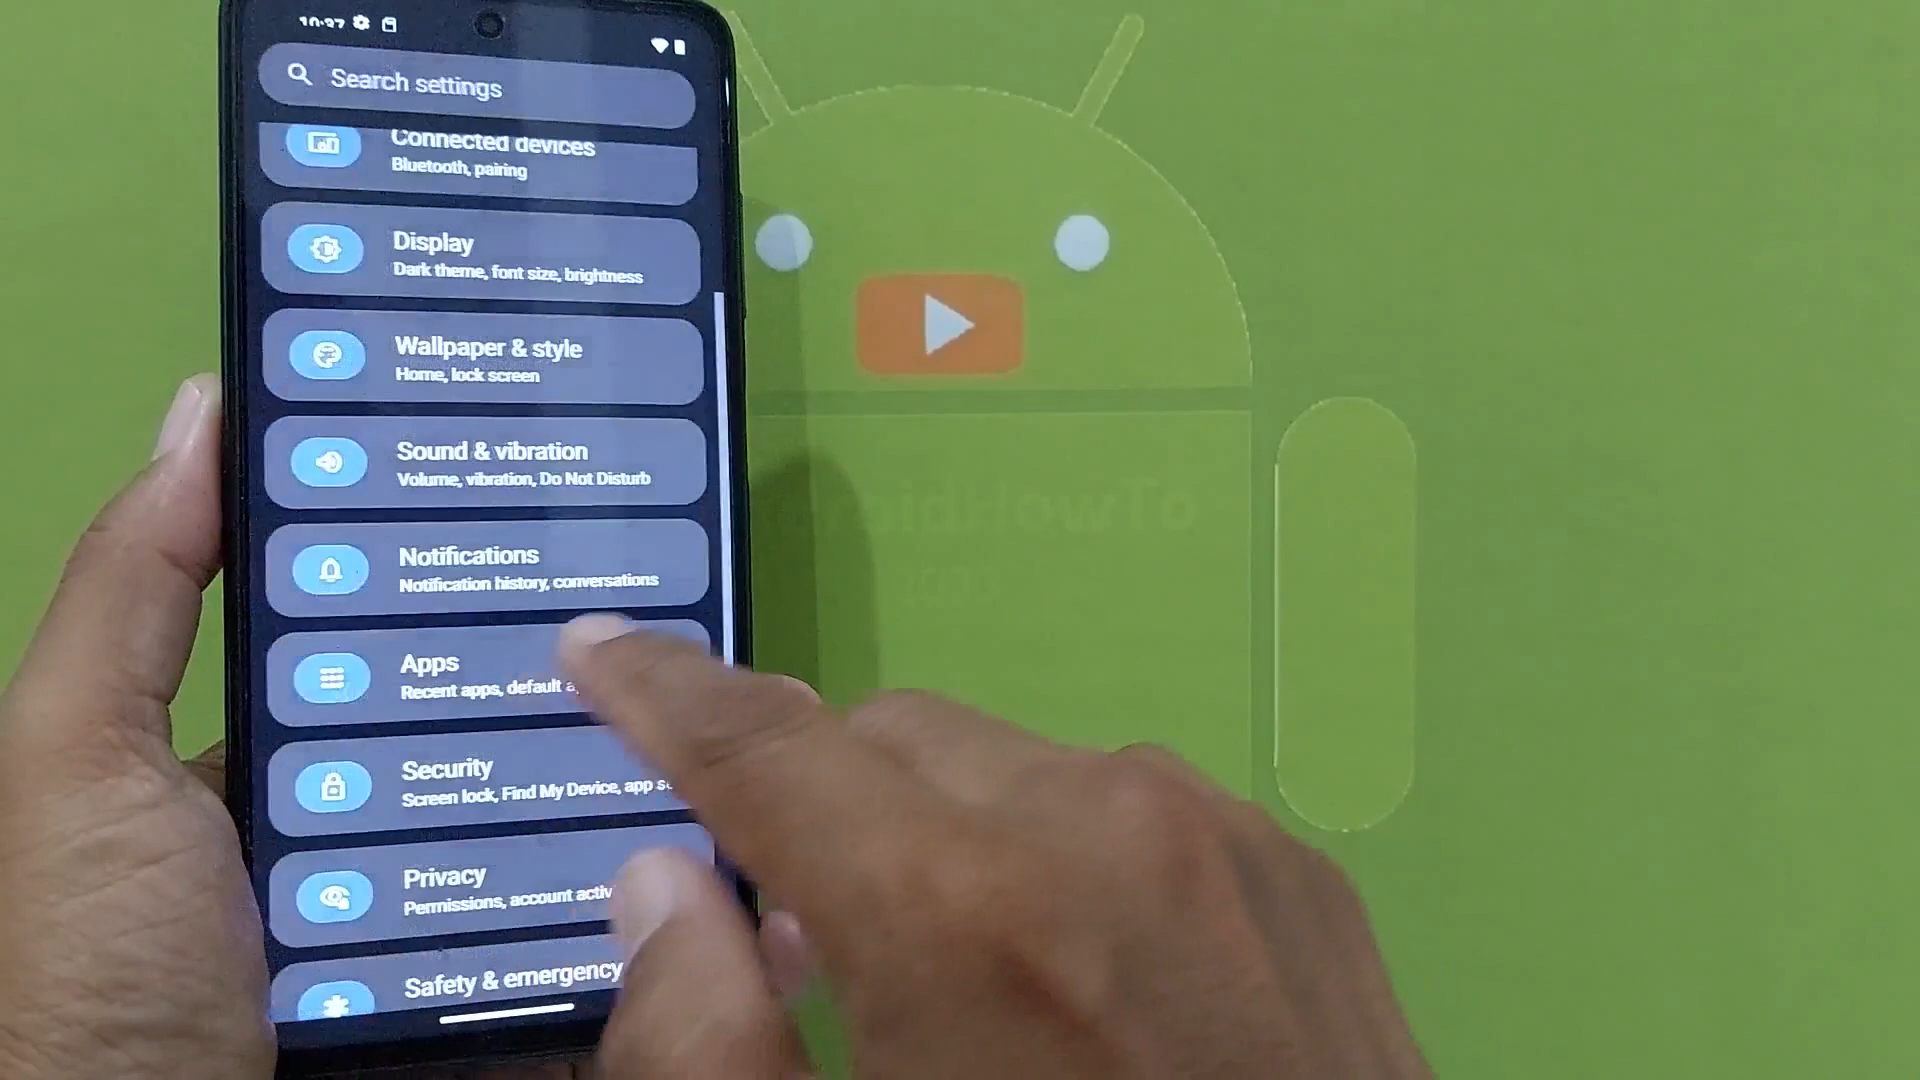 10:37
Search settings
Connected devices
Bluetooth, pairing
Display
Dark theme, font size, brightness
Wallpaper & style
Home, lock screen
Sound & vibration
Volume, vibration, Do Not Disturb
Notifications
Notification history, conversations
Apps
Recent apps, default
Security
Screen lock, Find My Device, app
Privacy
Permissions, account
Safety & emergency
droidHowTo